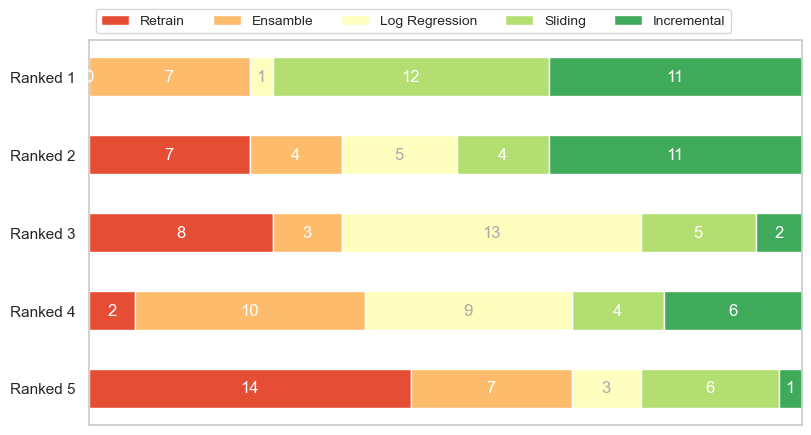 Retrain Ensamble Log Regression Sliding Incremental
Ranked 1 0 7 1 12 11
Ranked 2 7 4 5 4 11
Ranked 3 8 3 13 5 2
Ranked 4 2 10 9 4 6
Ranked 5 14 7 3 6 1